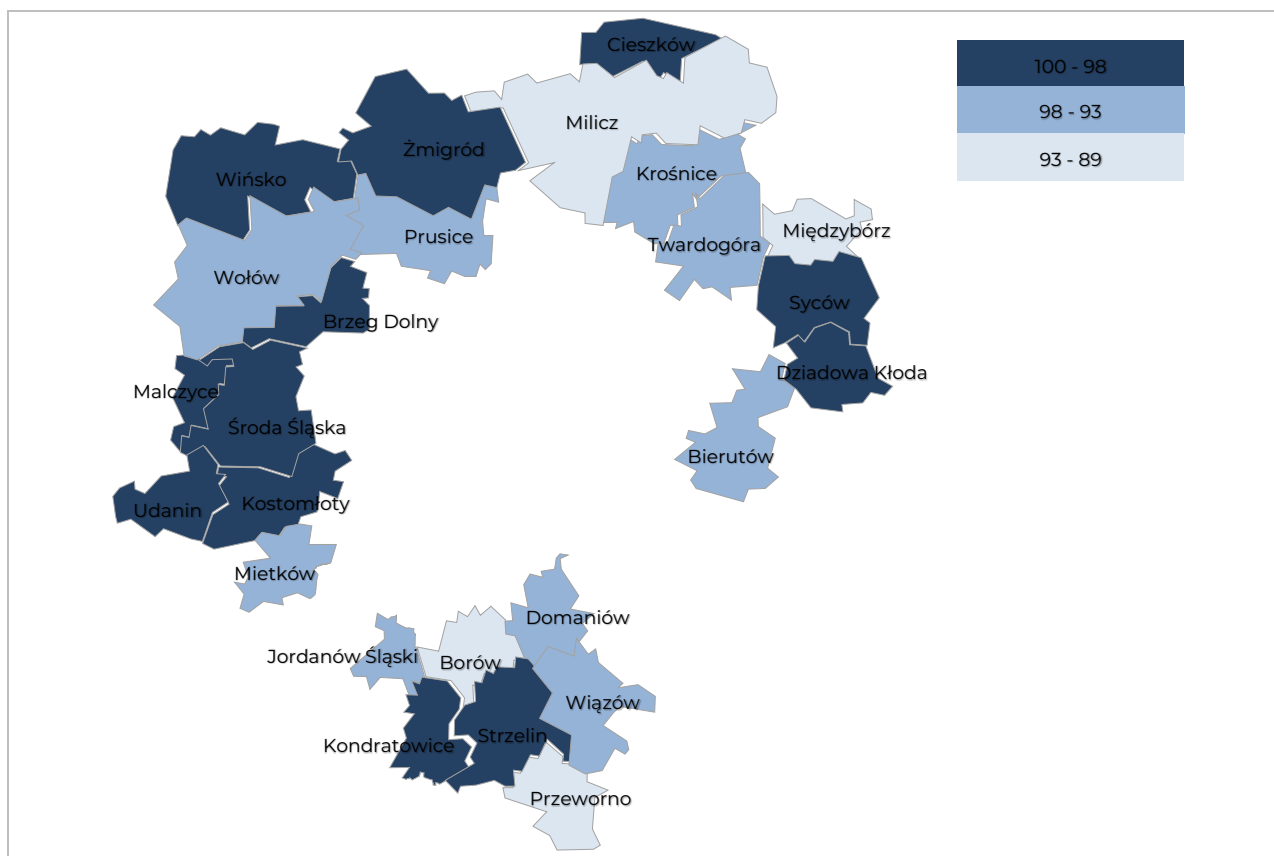 Cieszków
100 - 98
98 - 93
93 - 89
Milicz
Żmigród
Krośnice
Wińsko
Międzybórz
Prusice
Twardogóra
Wołów
Syców
Brzeg Dolny
Dziadowa Kłoda
Malczyce
Środa Śląska
Bierutów
Kostomłoty
Udanin
Mietków
Domaniów
Jordanów Śląski
Borów
Wiązów
Strzelin
Kondratowice
Przeworno